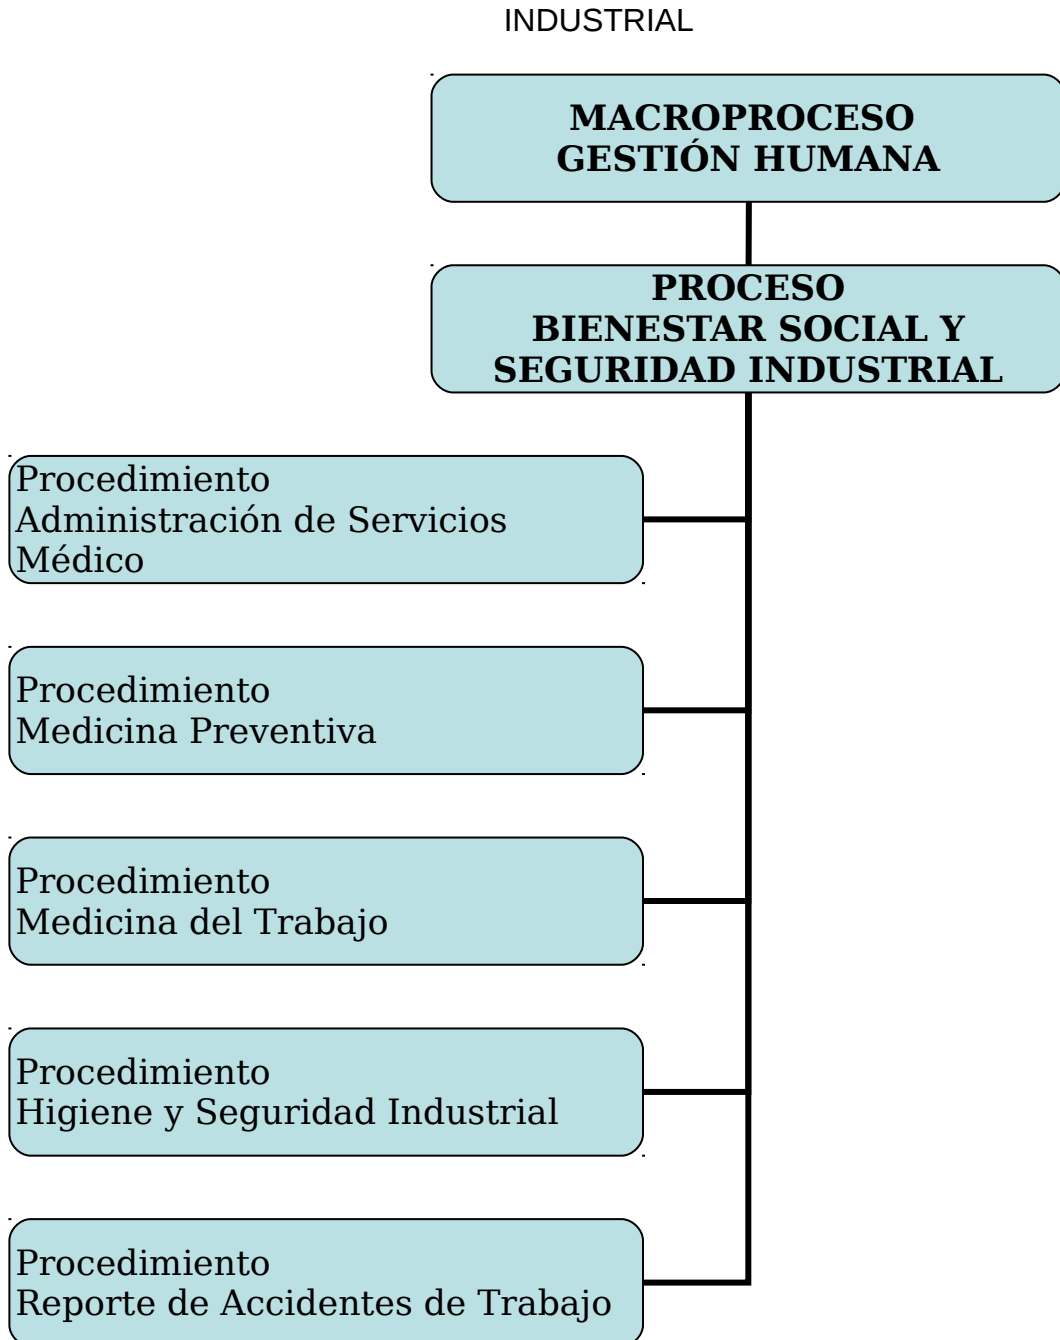 INDUSTRIAL
MACROPROCESO
GESTIÓN HUMANA
PROCESO
BIENESTAR SOCIAL Y
SEGURIDAD INDUSTRIAL
Procedimiento
Administración de Servicios
Médico
Procedimiento
Medicina Preventiva
Procedimiento
Medicina del Trabajo
Procedimiento
Higiene y Seguridad Industrial
Procedimiento
Reporte de Accidentes de Trabajo